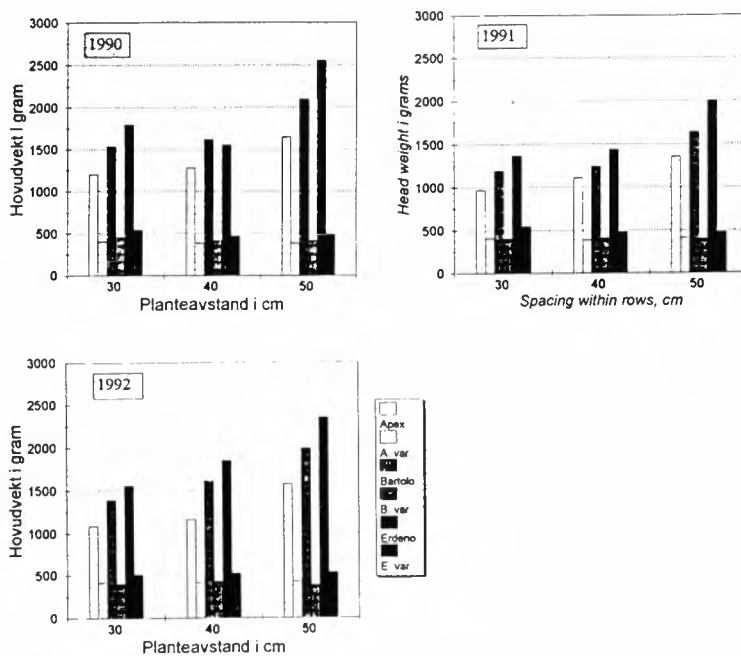 1990
Hovudvekt i gram
3000
2500
2000
1500
1000
500
0
30 40 50
Planteavstand i cm
1991
Head weight i grams
3000
2500
2000
1500
1000
500
0
30 40 50
Spacing within rows, cm
1992
Hovudvekt i gram
3000
2500
2000
1500
1000
500
0
30 40 50
Planteavstand i cm
Apex
A. var
Bartolo
B. var
Erdeno
E. var